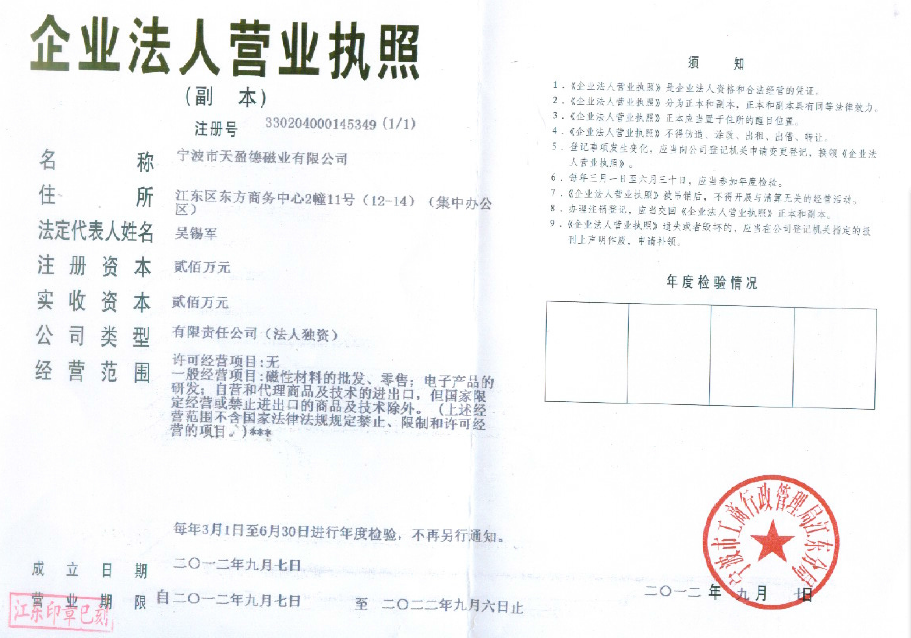 企业法人营业执照
(副 本)
注册号 330204000145349 (1/1)
名 称 宁波市天盈德磁业有限公司
住 所 江东区东方商务中心2幢11号（12-14）（集中办公
区）
法定代表人姓名 吴锡军
注 册 资 本 贰佰万元
实 收 资 本 贰佰万元
公 司 类 型 有限责任公司（法人独资）
经 营 范 围 许可经营项目:无
一般经营项目:磁性材料的批发、零售；电子产品的
研发；自营和代理商品及技术的进出口，但国家限
定经营或禁止进出口的商品及技术除外。（上述经
营范围不含国家法律法规规定禁止、限制和许可经
营的项目。)***
每年3月1日至6月30日进行年度检验，不再另行通知。
成 立 日 期 二〇一二年九月七日
营 业 期 限 自二〇一二年九月七日 至 二〇二二年九月六日止
江东印章已刻
须 知
1．《企业法人营业执照》是企业法人资格和合法经营的凭证。
2．《企业法人营业执照》分为正本和副本，正本和副本具有同等法律效力。
3．《企业法人营业执照》正本应当置于住所的醒目位置。
4．《企业法人营业执照》不得伪造、涂改、出租、出借、转让。
5．登记事项发生变化，应当向公司登记机关申请变更登记，换领《企业法
人营业执照》。
6．每年三月一日至六月三十日，应当参加年度检验。
7．《企业法人营业执照》被吊销后，不得开展与清算无关的经营活动。
8．办理注销登记，应当交回《企业法人营业执照》正本和副本。
9．《企业法人营业执照》遗失或者毁坏的，应当在公司登记机关指定的报
刊上声明作废，申请补领。
年度检验情况
宁波市工商行政管理局江东分局
二〇一二 年 九 月 七日